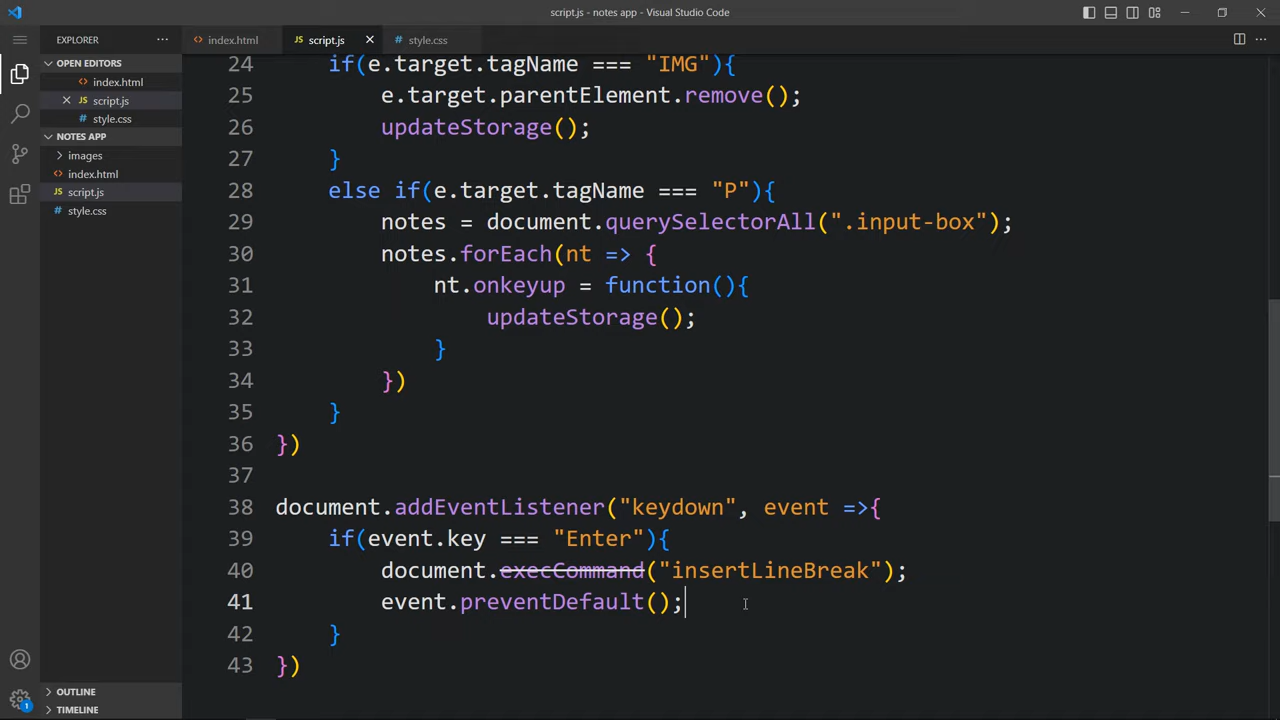 script.js - notes app - Visual Studio Code
EXPLORER
index.html
script.js
style.css
OPEN EDITORS
index.html
script.js
style.css
NOTES APP
images
index.html
script.js
style.css
OUTLINE
TIMELINE
1
24 if(e.target.tagName === "IMG"){
25 e.target.parentElement.remove();
26 updateStorage();
27 }
28 else if(e.target.tagName === "P"){
29 notes = document.querySelectorAll(".input-box");
30 notes.forEach(nt => {
31 nt.onkeyup = function(){
32 updateStorage();
33 }
34 })
35 }
36 })
37
38 document.addEventListener("keydown", event =>{
39 if(event.key === "Enter"){
40 document.execCommand("insertLineBreak");
41 event.preventDefault();
42 }
43 })